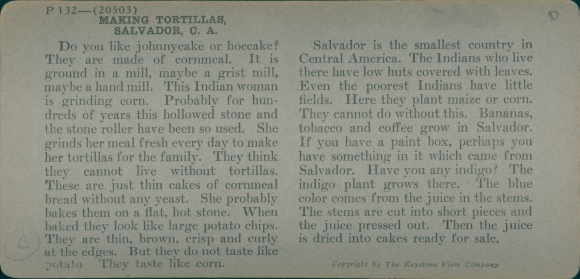 P 132—(20503)
MAKING TORTILLAS,
SALVADOR, C. A.
Do you like johnnycake or hoecake?
They are made of cornmeal. It is
ground in a mill, maybe a grist mill,
maybe a hand mill. This Indian woman
is grinding corn. Probably for hun-
dreds of years this hollowed stone and
the stone roller have been so used. She
grinds her meal fresh every day to make
her tortillas for the family. They think
they cannot live without tortillas.
These are just thin cakes of cornmeal
bread without any yeast. She probably
bakes them on a flat, hot stone. When
baked they look like large potato chips.
They are thin, brown, crisp and curly
at the edges. But they do not taste like
potato. They taste like corn.
Salvador is the smallest country in
Central America. The Indians who live
there have low huts covered with leaves.
Even the poorest Indians have little
fields. Here they plant maize or corn.
They cannot do without this. Bananas,
tobacco and coffee grow in Salvador.
If you have a paint box, perhaps you
have something in it which came from
Salvador. Have you any indigo? The
indigo plant grows there. The blue
color comes from the juice in the stems.
The stems are cut into short pieces and
the juice pressed out. Then the juice
is dried into cakes ready for sale.
Copyright by The Keystone View Company